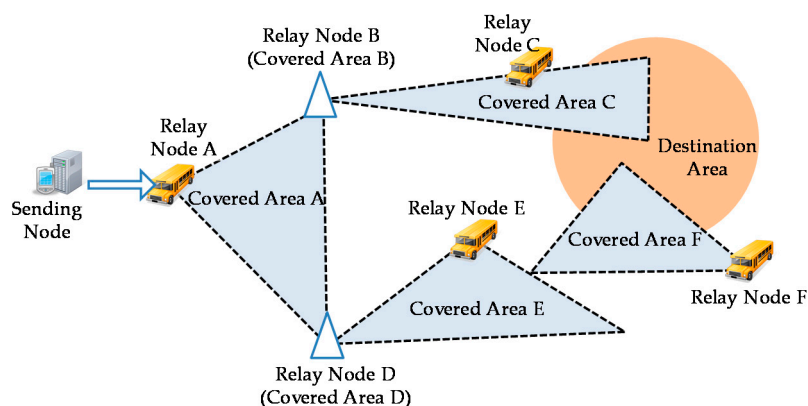 Relay Node B
(Covered Area B)
Relay
Node C
Covered Area C
Relay
Node A
Destination
Area
Covered Area A
Sending
Node
Relay Node E
Covered Area F
Relay Node F
Covered Area E
Relay Node D
(Covered Area D)